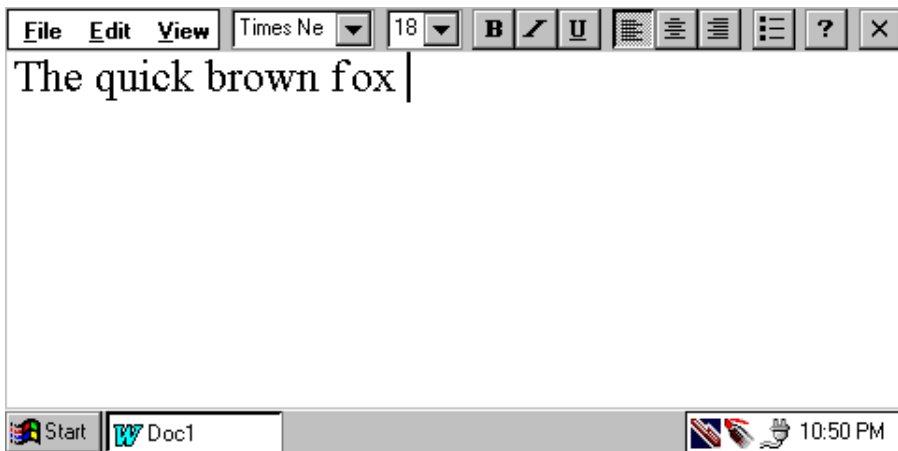 File Edit View Times Ne 18 B I U ? ×
The quick brown fox
Start W Doc1 10:50 PM